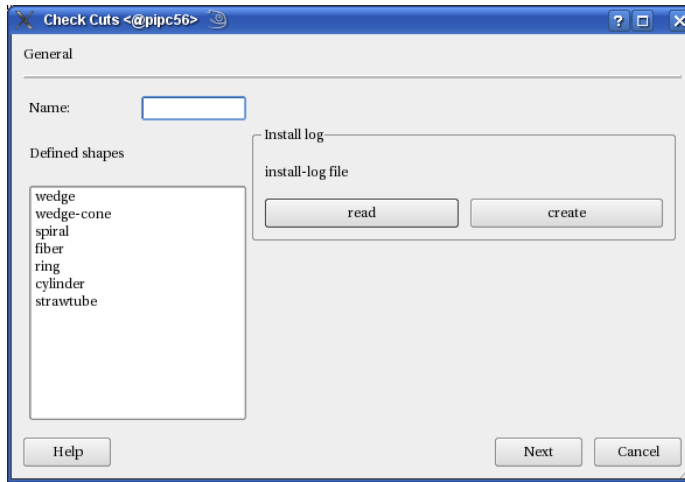 Check Cuts <@pipc56>
General
Name:
Defined shapes
wedge
wedge-cone
spiral
fiber
ring
cylinder
strawtube
Install log
install-log file
read create
Help Next Cancel